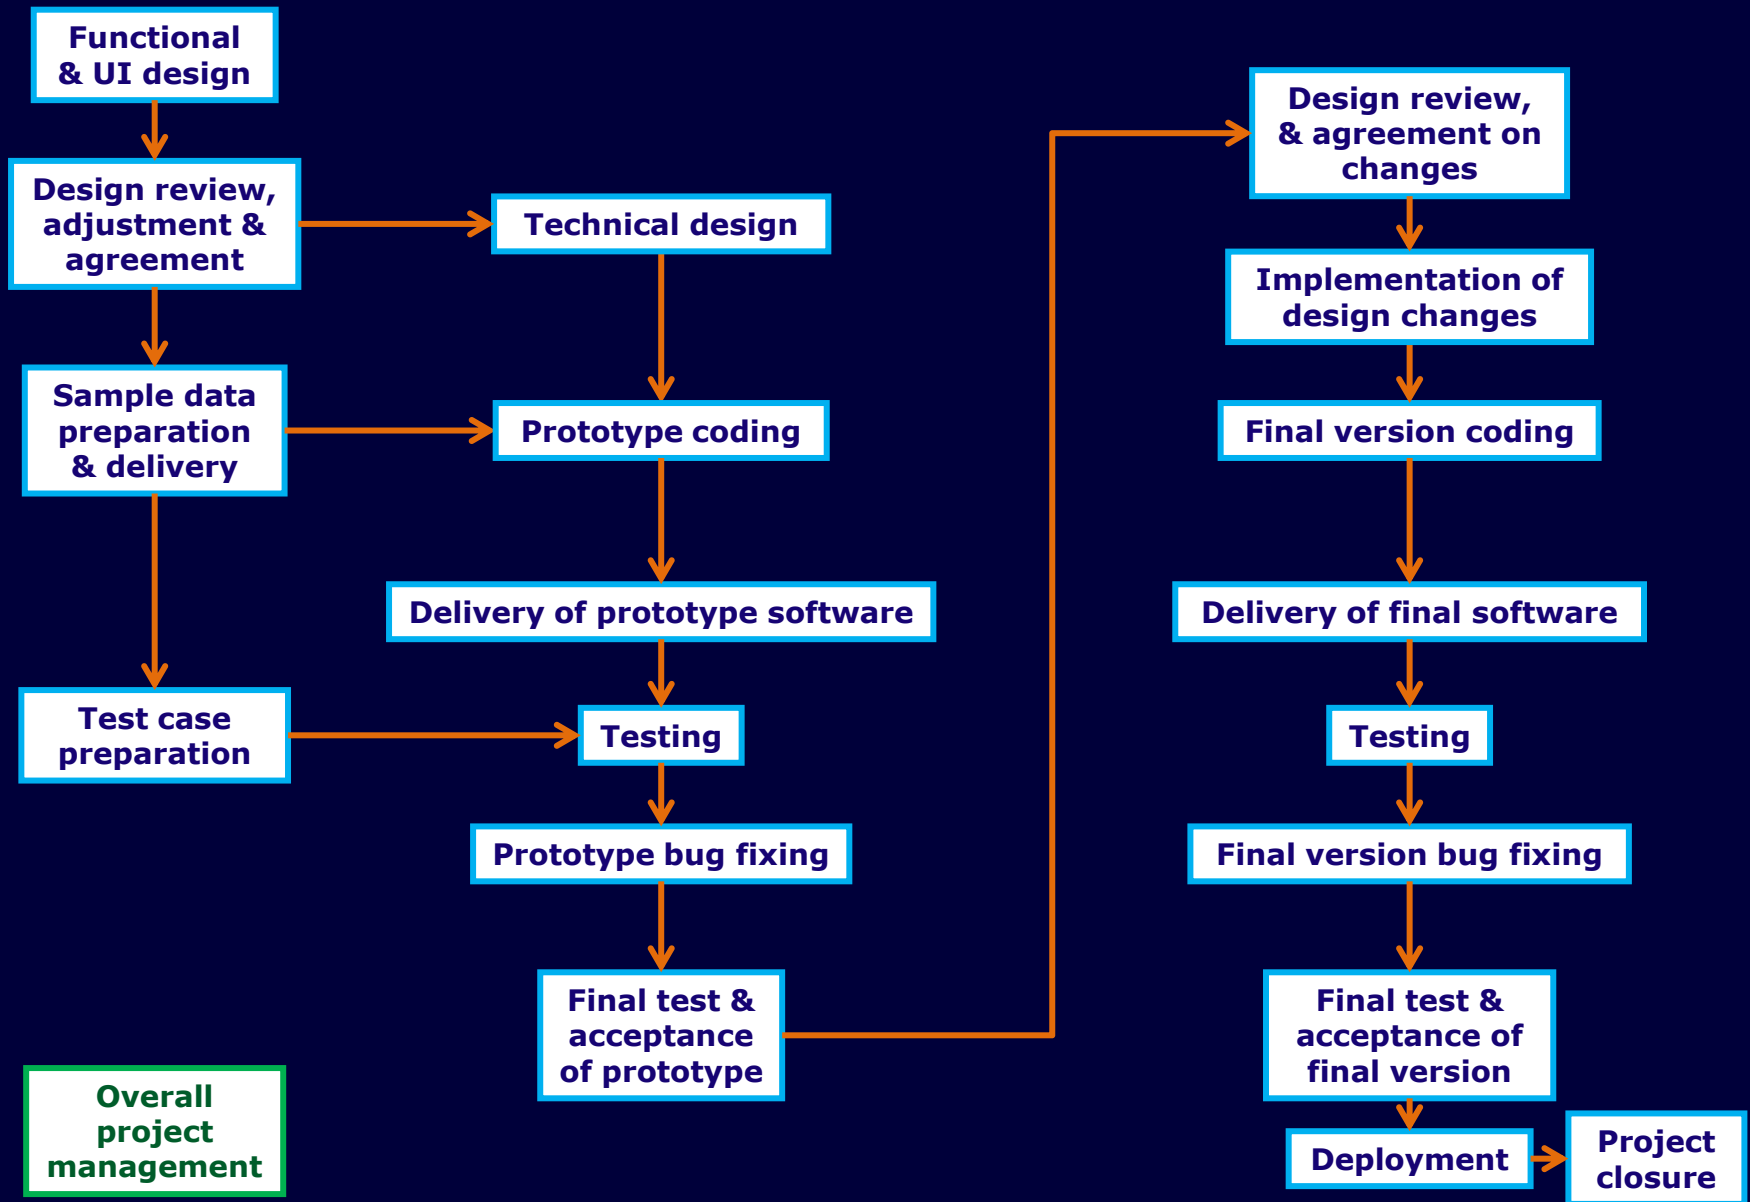 Functional
& UI design
Design review,
adjustment &
agreement
Sample data
preparation
& delivery
Test case
preparation
Overall
project
management
Technical design
Prototype coding
Delivery of prototype software
Testing
Prototype bug fixing
Final test &
acceptance
of prototype
Design review,
& agreement on
changes
Implementation of
design changes
Final version coding
Delivery of final software
Testing
Final version bug fixing
Final test &
acceptance of
final version
Deployment
Project
closure